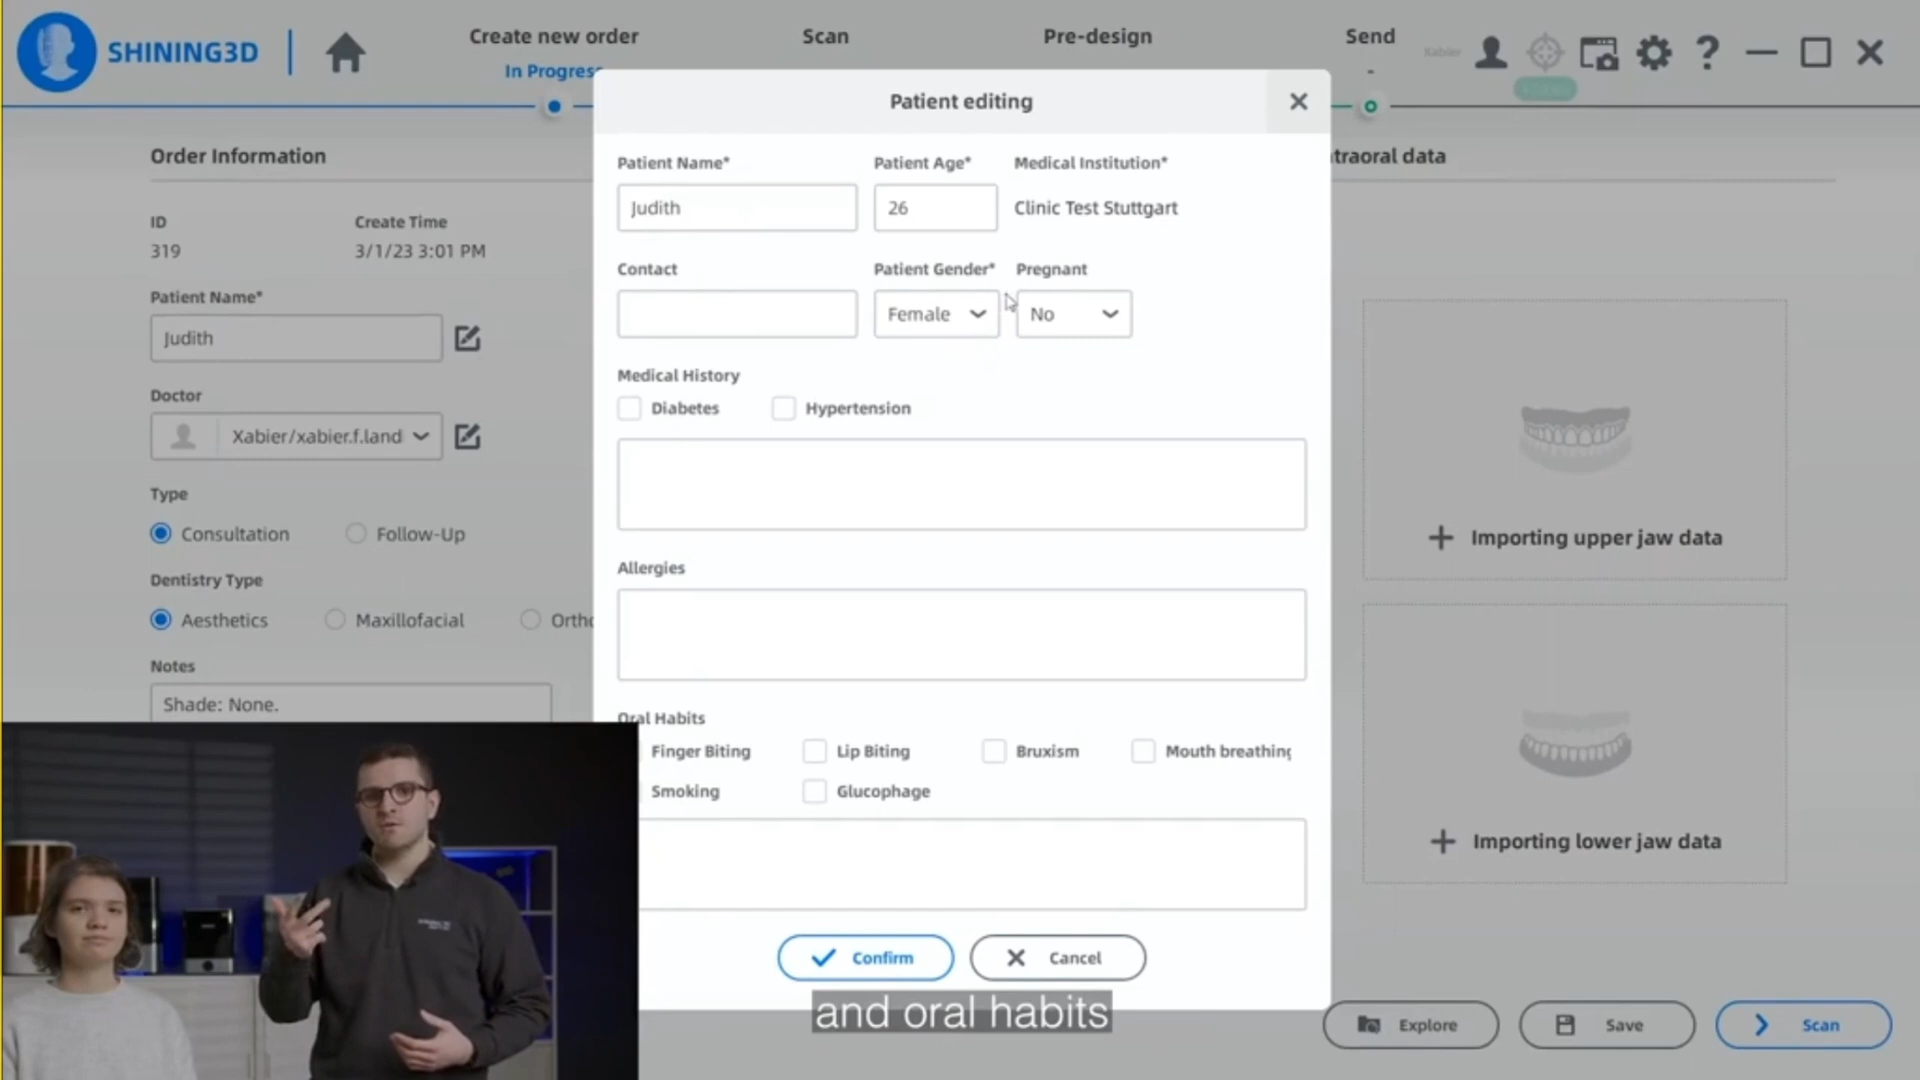 SHINING3D
Create new order
In Progress
Scan
Pre-design
Send
-
Xabier
Order Information
ID
Create Time
319
3/1/23 3:01 PM
Patient Name*
Judith
Doctor
Xabier/xabier.f.land
Type
Consultation
Follow-Up
Dentistry Type
Aesthetics
Maxillofacial
Ortho
Notes
Shade: None.
Patient editing
Patient Name*
Patient Age*
Medical Institution*
Judith
26
Clinic Test Stuttgart
Contact
Patient Gender*
Pregnant
Female
No
Medical History
Diabetes
Hypertension
Allergies
Oral Habits
Finger Biting
Lip Biting
Bruxism
Mouth breathing
Smoking
Glucophage
Confirm
Cancel
and oral habits
traoral data
Importing upper jaw data
Importing lower jaw data
Explore
Save
Scan